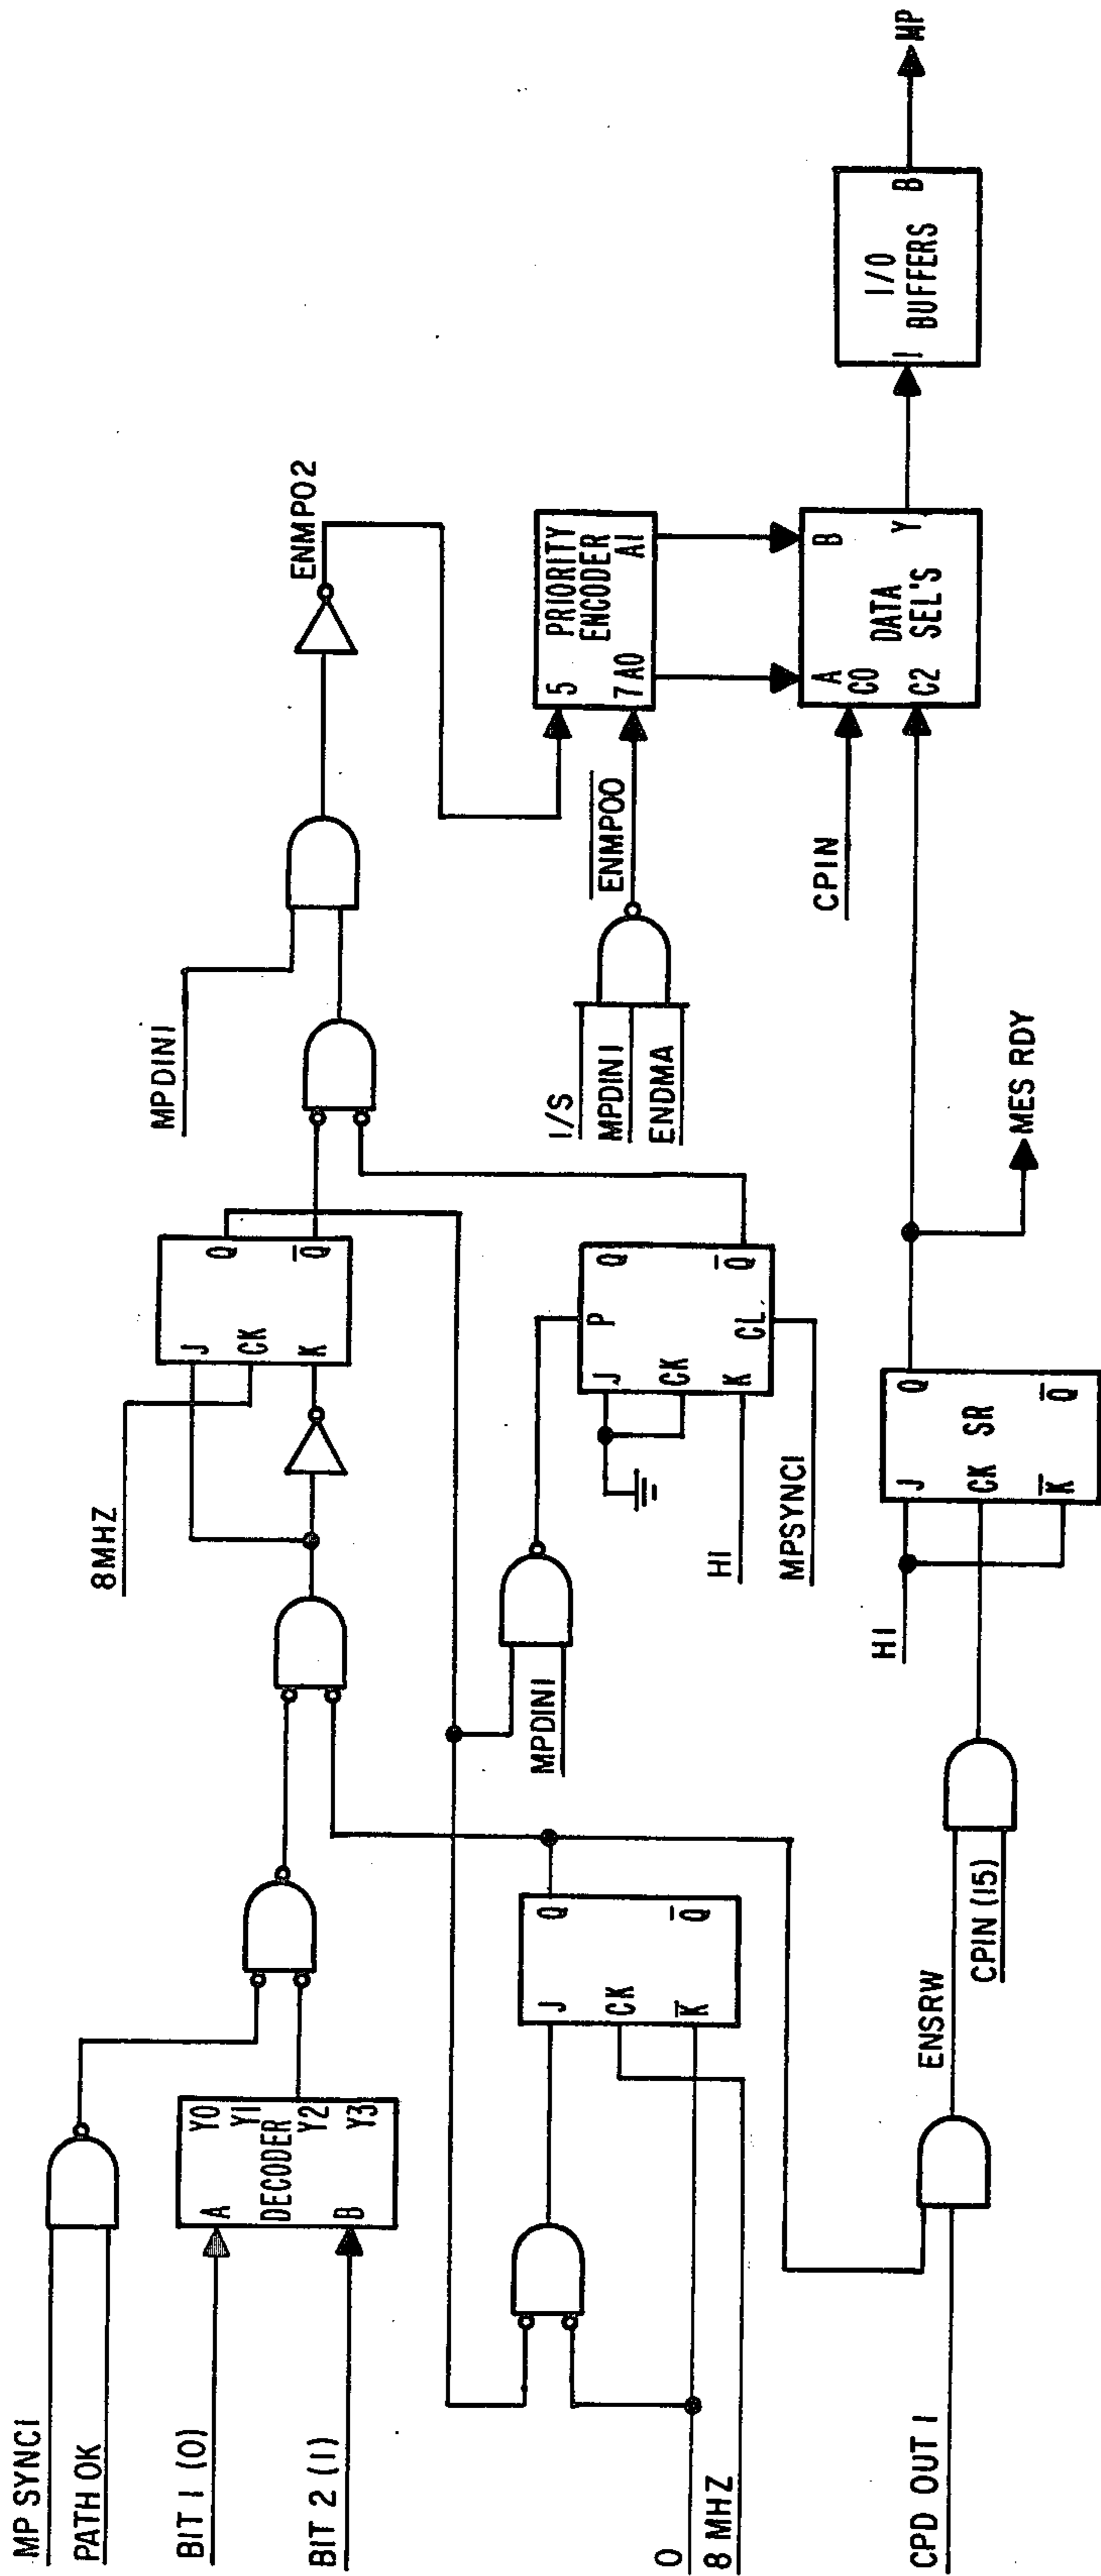 MP SYNC1
PATH OK
BIT 1 (0)
BIT 2 (1)
A
B
DECODER
Y0
Y1
Y2
Y3
8MHZ
J
CK
K
Q
Q̅
MPDIN1
ENMPO2
0
8 MHZ
J
CK
K̅
Q
Q̅
MPDIN1
HI
MPSYNC1
P
J
CK
K
CL
Q
Q̅
I/S
MPDIN1
ENDMA
E̅N̅M̅P̅O̅O̅
5
7
PRIORITY
ENCODER
A0
A1
CPIN
A
B
C0
C2
DATA
SEL'S
Y
I
I/O
BUFFERS
B
MP
CPD OUT 1
ENSRW
CPIN (15)
HI
J
CK
K̅
SR
Q
Q̅
MES RDY